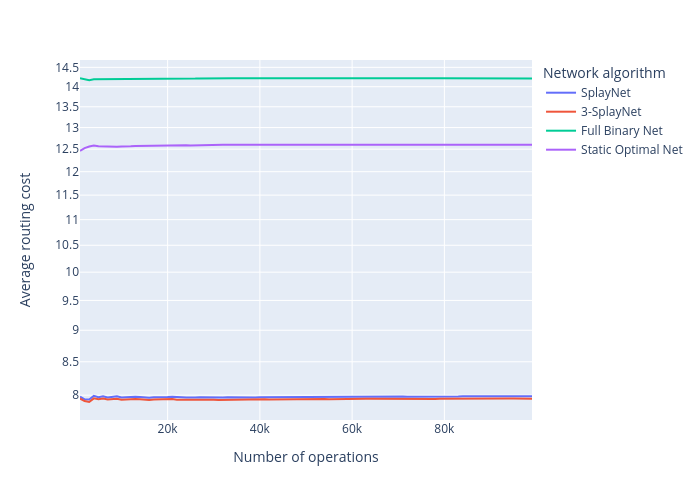 14.5
14
13.5
13
12.5
12
11.5
11
10.5
10
9.5
9
8.5
8
20k
40k
60k
80k
Number of operations
Average routing cost
Network algorithm
SplayNet
3-SplayNet
Full Binary Net
Static Optimal Net